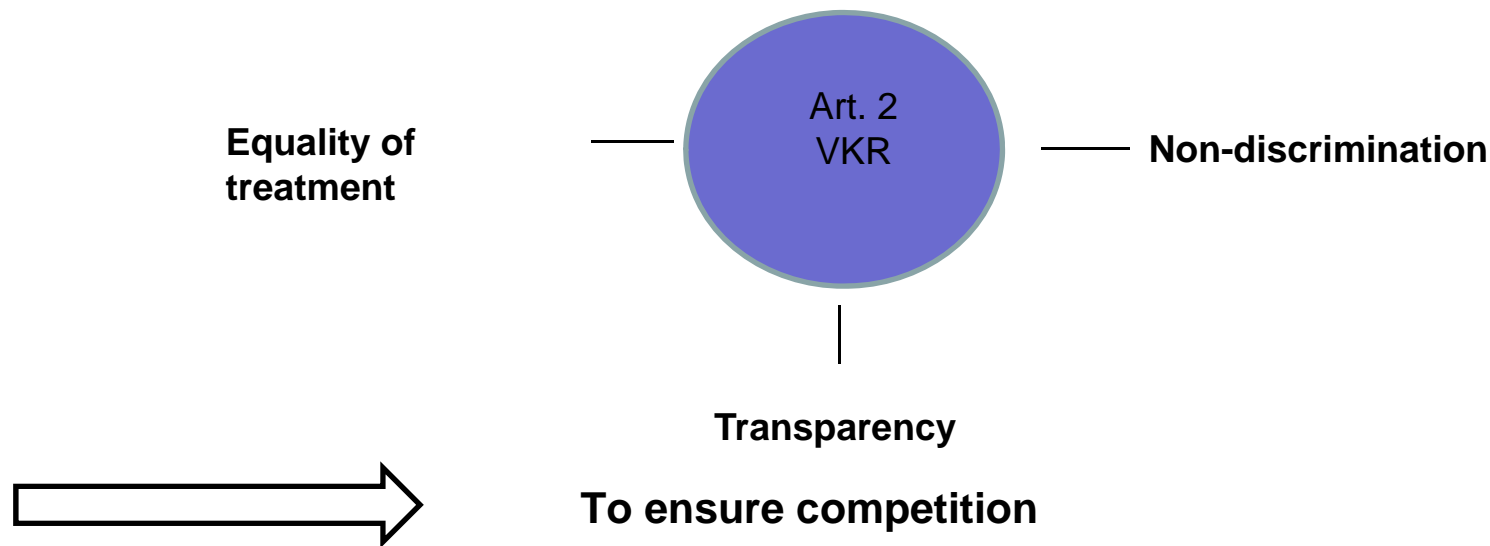 Art. 2
VKR
Equality of
treatment
Non-discrimination
Transparency
To ensure competition